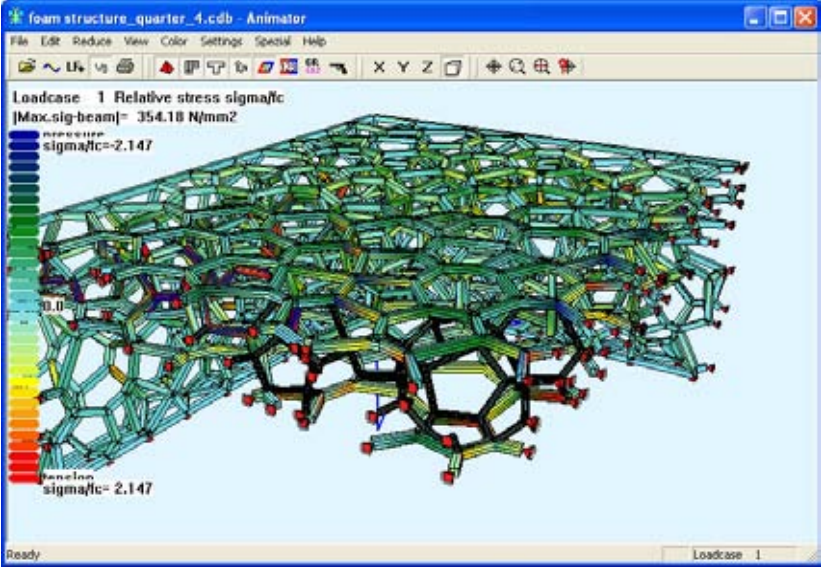 foam structure_quarter_4.cdb - Animator
File Edit Reduce View Color Settings Spezial Help
X Y Z
Loadcase 1 Relative stress sigma/fc
|Max.sig-beam|= 354.18 N/mm2
pressure
sigma/fc=-2.147
0.0
tension
sigma/fc= 2.147
Ready
Loadcase 1